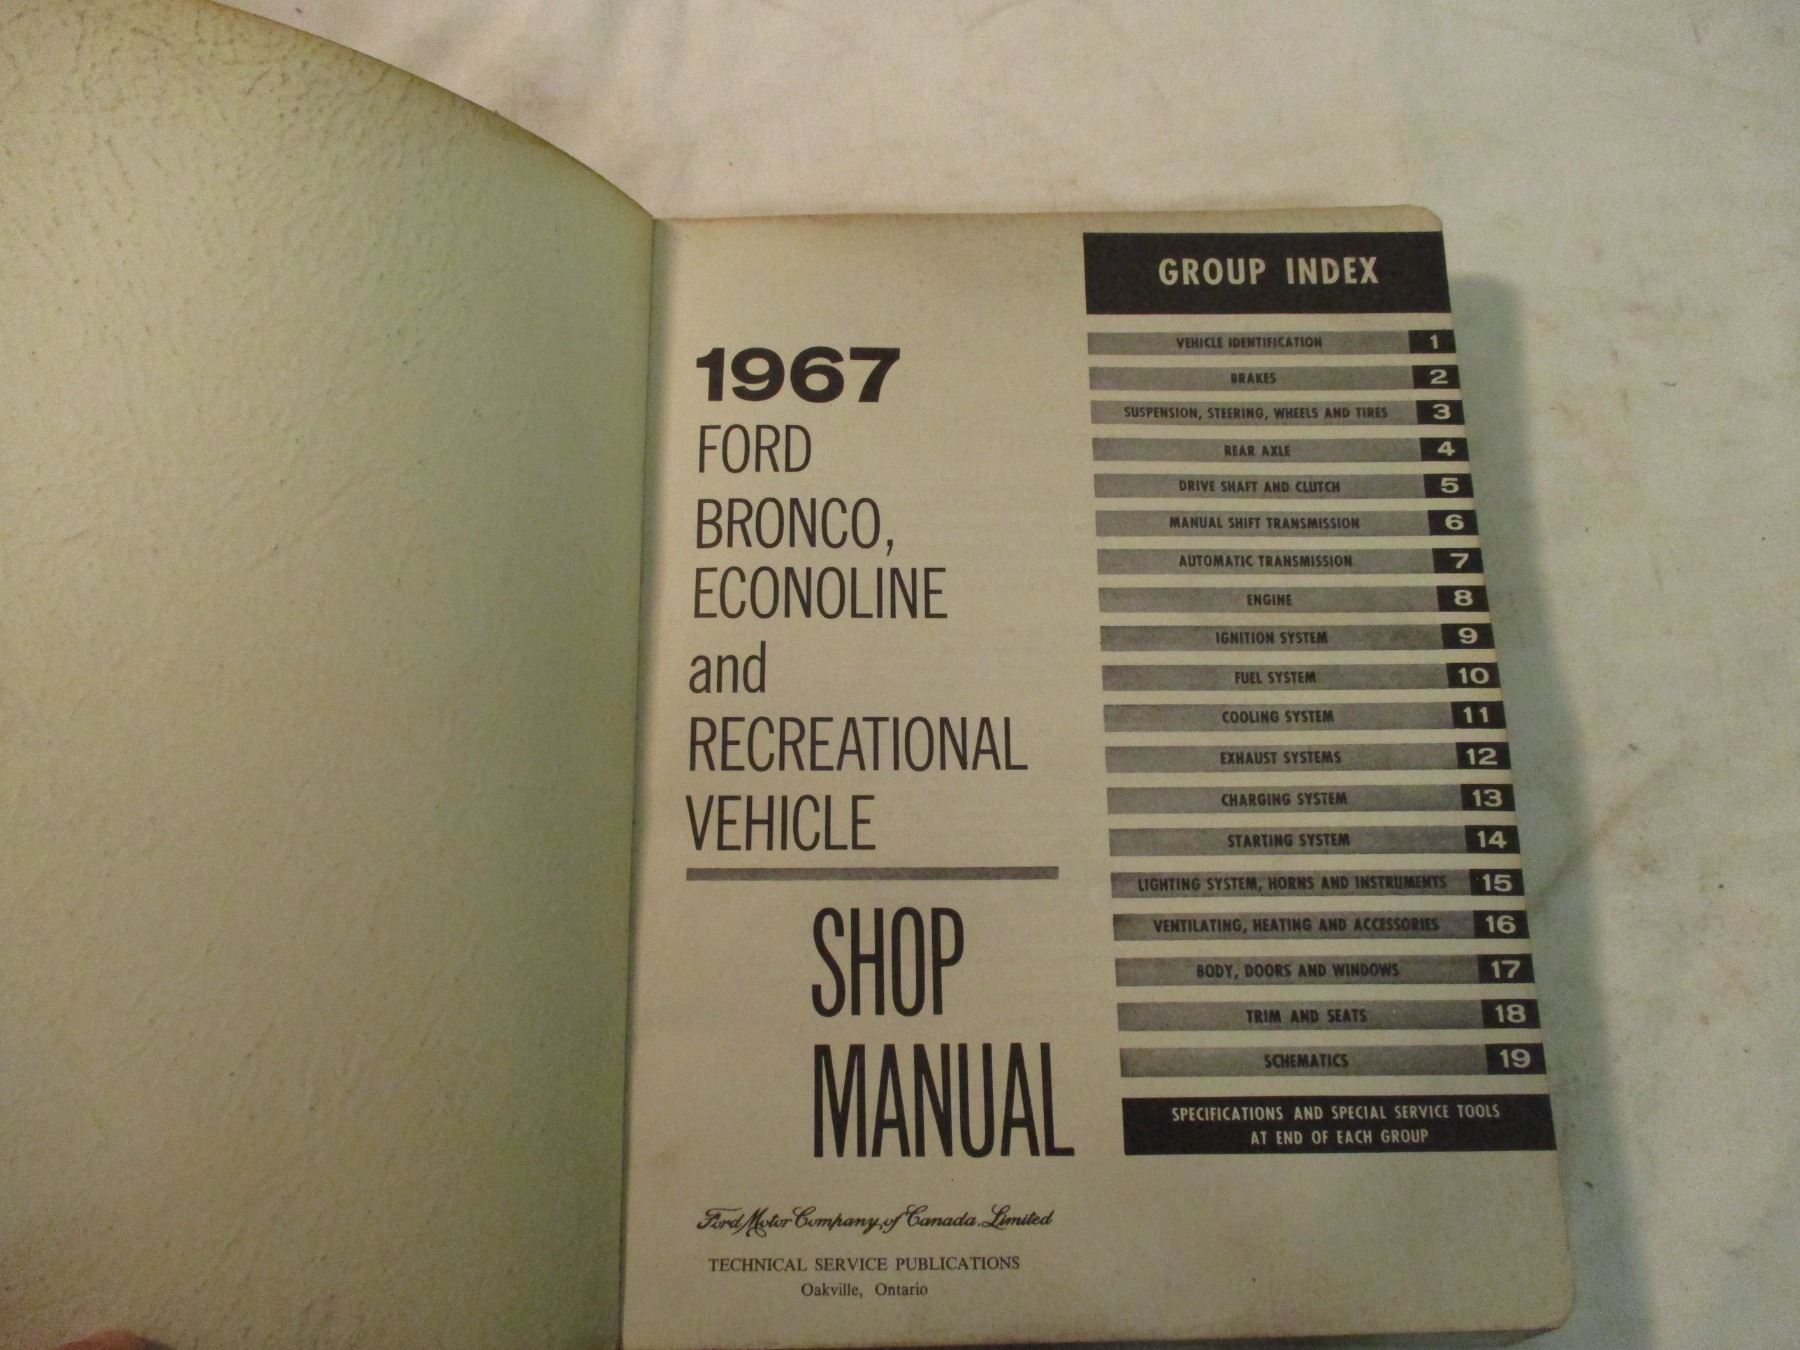 1967
FORD
BRONCO,
ECONOLINE
and
RECREATIONAL
VEHICLE
SHOP
MANUAL
Ford Motor Company of Canada, Limited
TECHNICAL SERVICE PUBLICATIONS
Oakville, Ontario
GROUP INDEX
VEHICLE IDENTIFICATION 1
BRAKES 2
SUSPENSION, STEERING, WHEELS AND TIRES 3
REAR AXLE 4
DRIVE SHAFT AND CLUTCH 5
MANUAL SHIFT TRANSMISSION 6
AUTOMATIC TRANSMISSION 7
ENGINE 8
IGNITION SYSTEM 9
FUEL SYSTEM 10
COOLING SYSTEM 11
EXHAUST SYSTEMS 12
CHARGING SYSTEM 13
STARTING SYSTEM 14
LIGHTING SYSTEM, HORNS AND INSTRUMENTS 15
VENTILATING, HEATING AND ACCESSORIES 16
BODY, DOORS AND WINDOWS 17
TRIM AND SEATS 18
SCHEMATICS 19
SPECIFICATIONS AND SPECIAL SERVICE TOOLS
AT END OF EACH GROUP